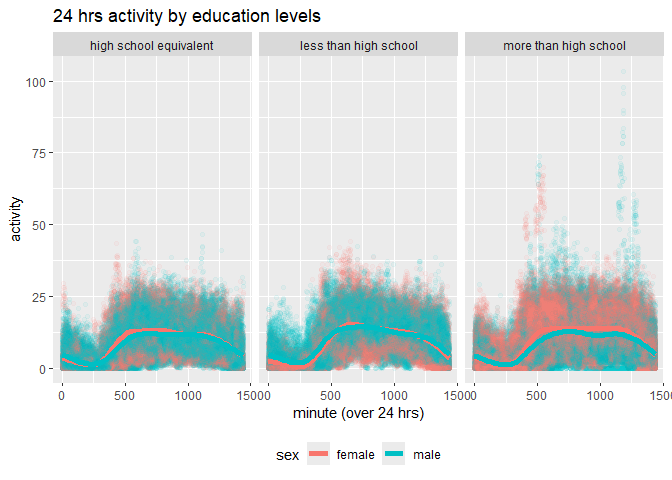 24 hrs activity by education levels
high school equivalent less than high school more than high school
100
75
50
25
0
activity
0 500 1000 1500 0 500 1000 1500 0 500 1000 1500
minute (over 24 hrs)
sex female male